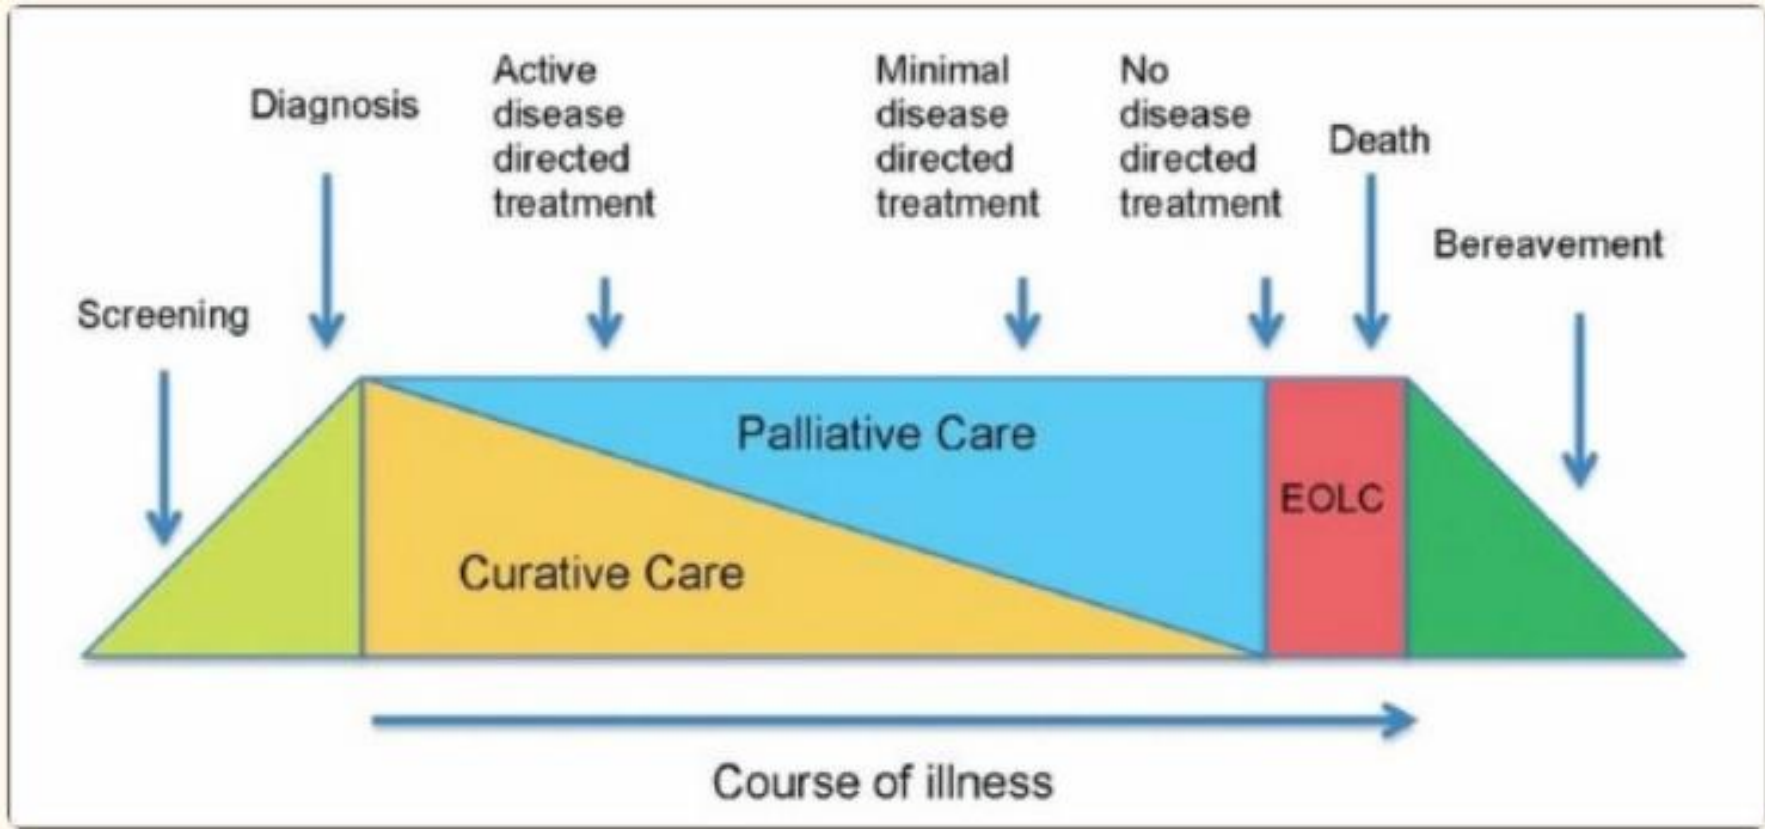 Screening
Diagnosis
Active
disease
directed
treatment
Minimal
disease
directed
treatment
No
disease
directed
treatment
Death
Bereavement
Palliative Care
Curative Care
EOLC
Course of illness